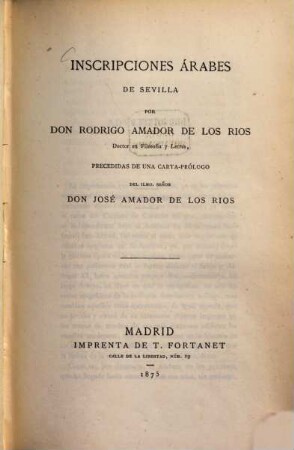 INSCRIPCIONES ÁRABES
DE SEVILLA
POR
DON RODRIGO AMADOR DE LOS RIOS
Doctor en Filosofía y Letras,
PRECEDIDAS DE UNA CARTA-PRÓLOGO
DEL ILMO. SEÑOR
DON JOSÉ AMADOR DE LOS RIOS
MADRID
IMPRENTA DE T. FORTANET
CALLE DE LA LIBERTAD, NÚM. 29
1875